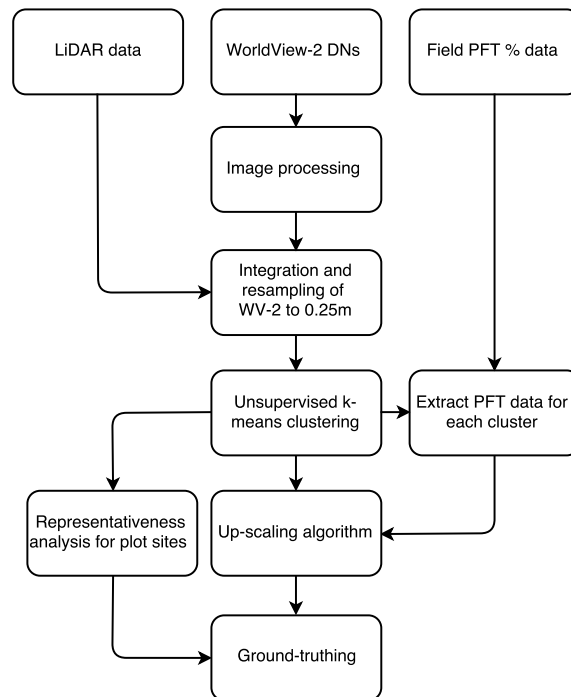 LiDAR data
WorldView-2 DNs
Field PFT % data
Image processing
Integration and
resampling of
WV-2 to 0.25m
Unsupervised k-
means clustering
Extract PFT data for
each cluster
Representativeness
analysis for plot sites
Up-scaling algorithm
Ground-truthing